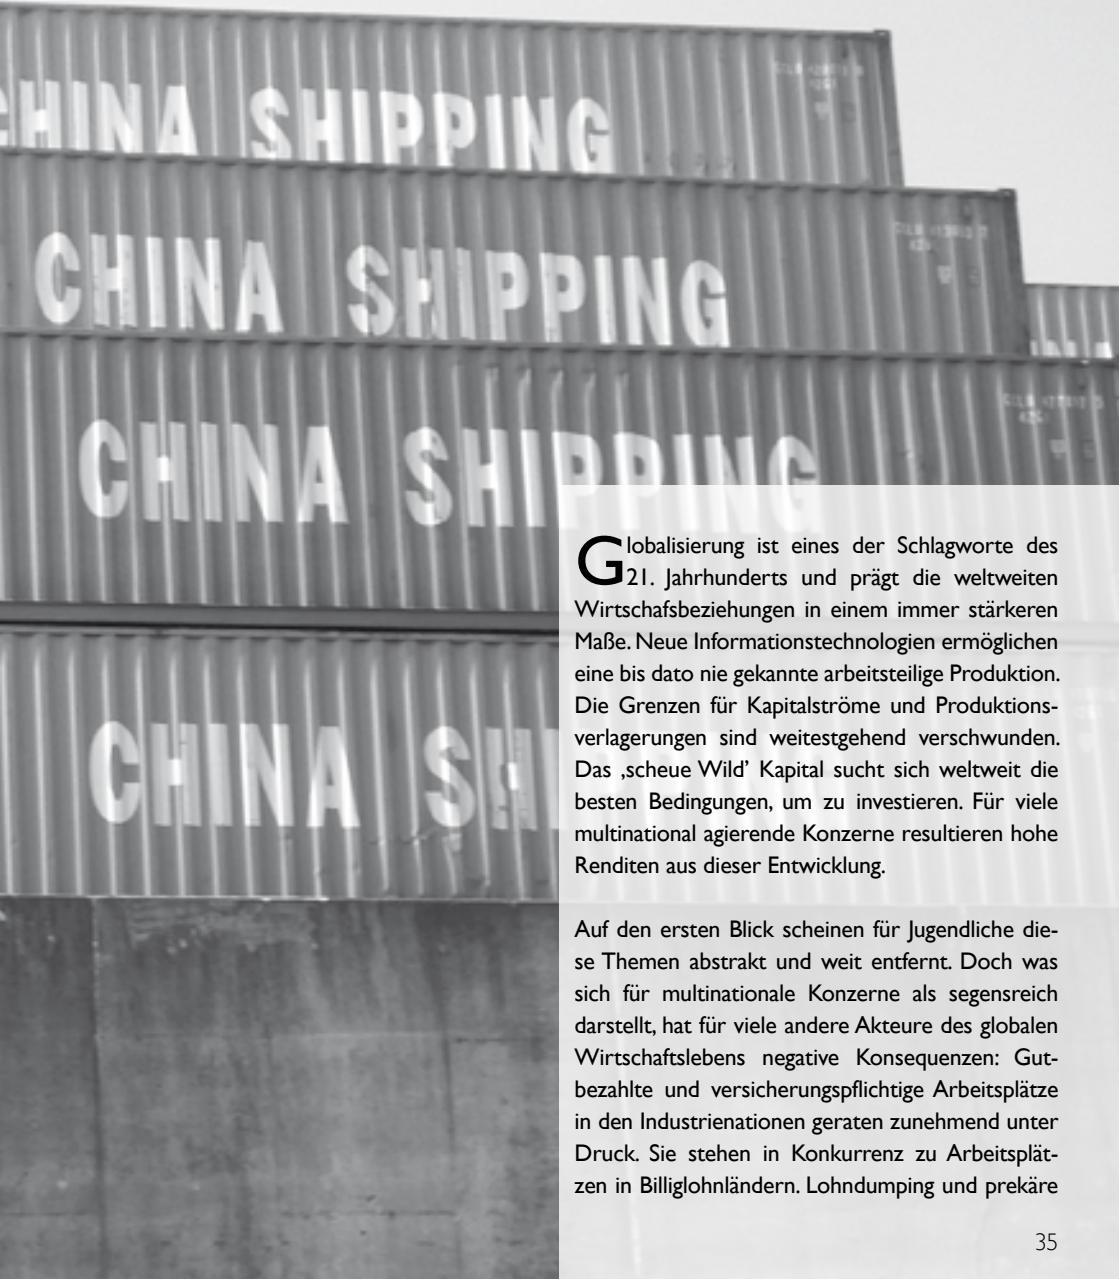 CHINA SHIPPING
CHINA SHIPPING
CHINA SHIPPING
CHINA SH
Globalisierung ist eines der Schlagworte des
21. Jahrhunderts und prägt die weltweiten
Wirtschafsbeziehungen in einem immer stärkeren
Maße. Neue Informationstechnologien ermöglichen
eine bis dato nie gekannte arbeitsteilige Produktion.
Die Grenzen für Kapitalströme und Produktions-
verlagerungen sind weitestgehend verschwunden.
Das ‚scheue Wild’ Kapital sucht sich weltweit die
besten Bedingungen, um zu investieren. Für viele
multinational agierende Konzerne resultieren hohe
Renditen aus dieser Entwicklung.
Auf den ersten Blick scheinen für Jugendliche die-
se Themen abstrakt und weit entfernt. Doch was
sich für multinationale Konzerne als segensreich
darstellt, hat für viele andere Akteure des globalen
Wirtschaftslebens negative Konsequenzen: Gut-
bezahlte und versicherungspflichtige Arbeitsplätze
in den Industrienationen geraten zunehmend unter
Druck. Sie stehen in Konkurrenz zu Arbeitsplät-
zen in Billiglohnländern. Lohndumping und prekäre
35